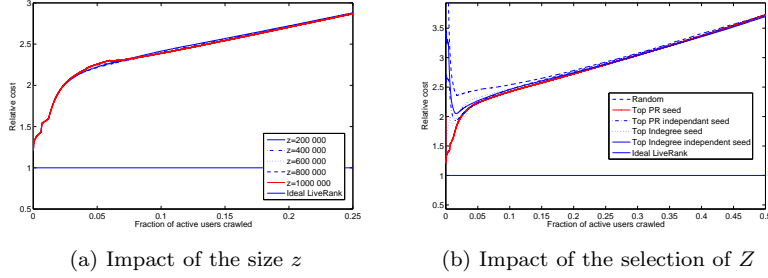 3
2.5
2
1.5
1
0.5
0
0.05
0.1
0.15
0.2
0.25
Relative cost
Fraction of active users crawled
z=200 000
z=400 000
z=600 000
z=800 000
z=1000 000
Ideal LiveRank
(a) Impact of the size z
3.5
3
2.5
2
1.5
1
0.5
0
0.05
0.1
0.15
0.2
0.25
0.3
0.35
0.4
0.45
0.5
Relative cost
Fraction of active users crawled
Random
Top PR seed
Top PR independant seed
Top Indegree seed
Top Indegree independent seed
Ideal LiveRank
(b) Impact of the selection of Z